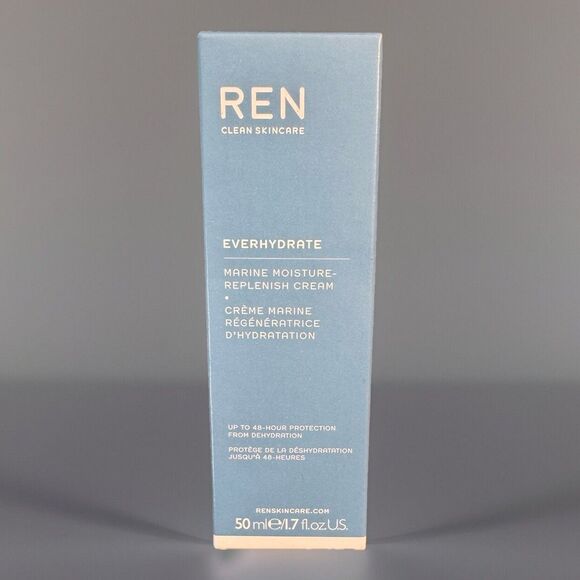 REN
CLEAN SKINCARE
EVERHYDRATE
MARINE MOISTURE-
REPLENISH CREAM
•
CRÈME MARINE
RÉGÉNÉRATRICE
D'HYDRATATION
UP TO 48-HOUR PROTECTION
FROM DEHYDRATION
PROTÈGE DE LA DÉSHYDRATATION
JUSQU'À 48-HEURES
RENSKINCARE.COM
50 ml℮/1.7 fl.oz.U.S.